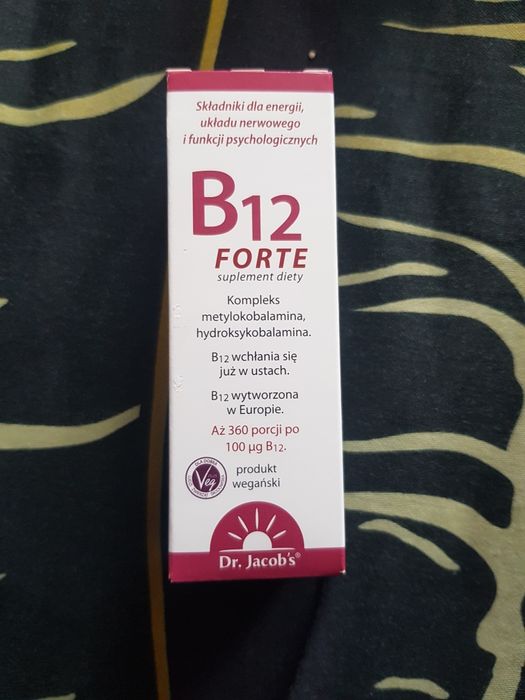 Składniki dla energii,
układu nerwowego
i funkcji psychologicznych
B12
FORTE
suplement diety
Kompleks
metylokobalamina,
hydroksykobalamina.
B12 wchłania się
już w ustach.
B12 wytworzona
w Europie.
Aż 360 porcji po
100 µg B12.
Veg
produkt
wegański
Dr. Jacob's®